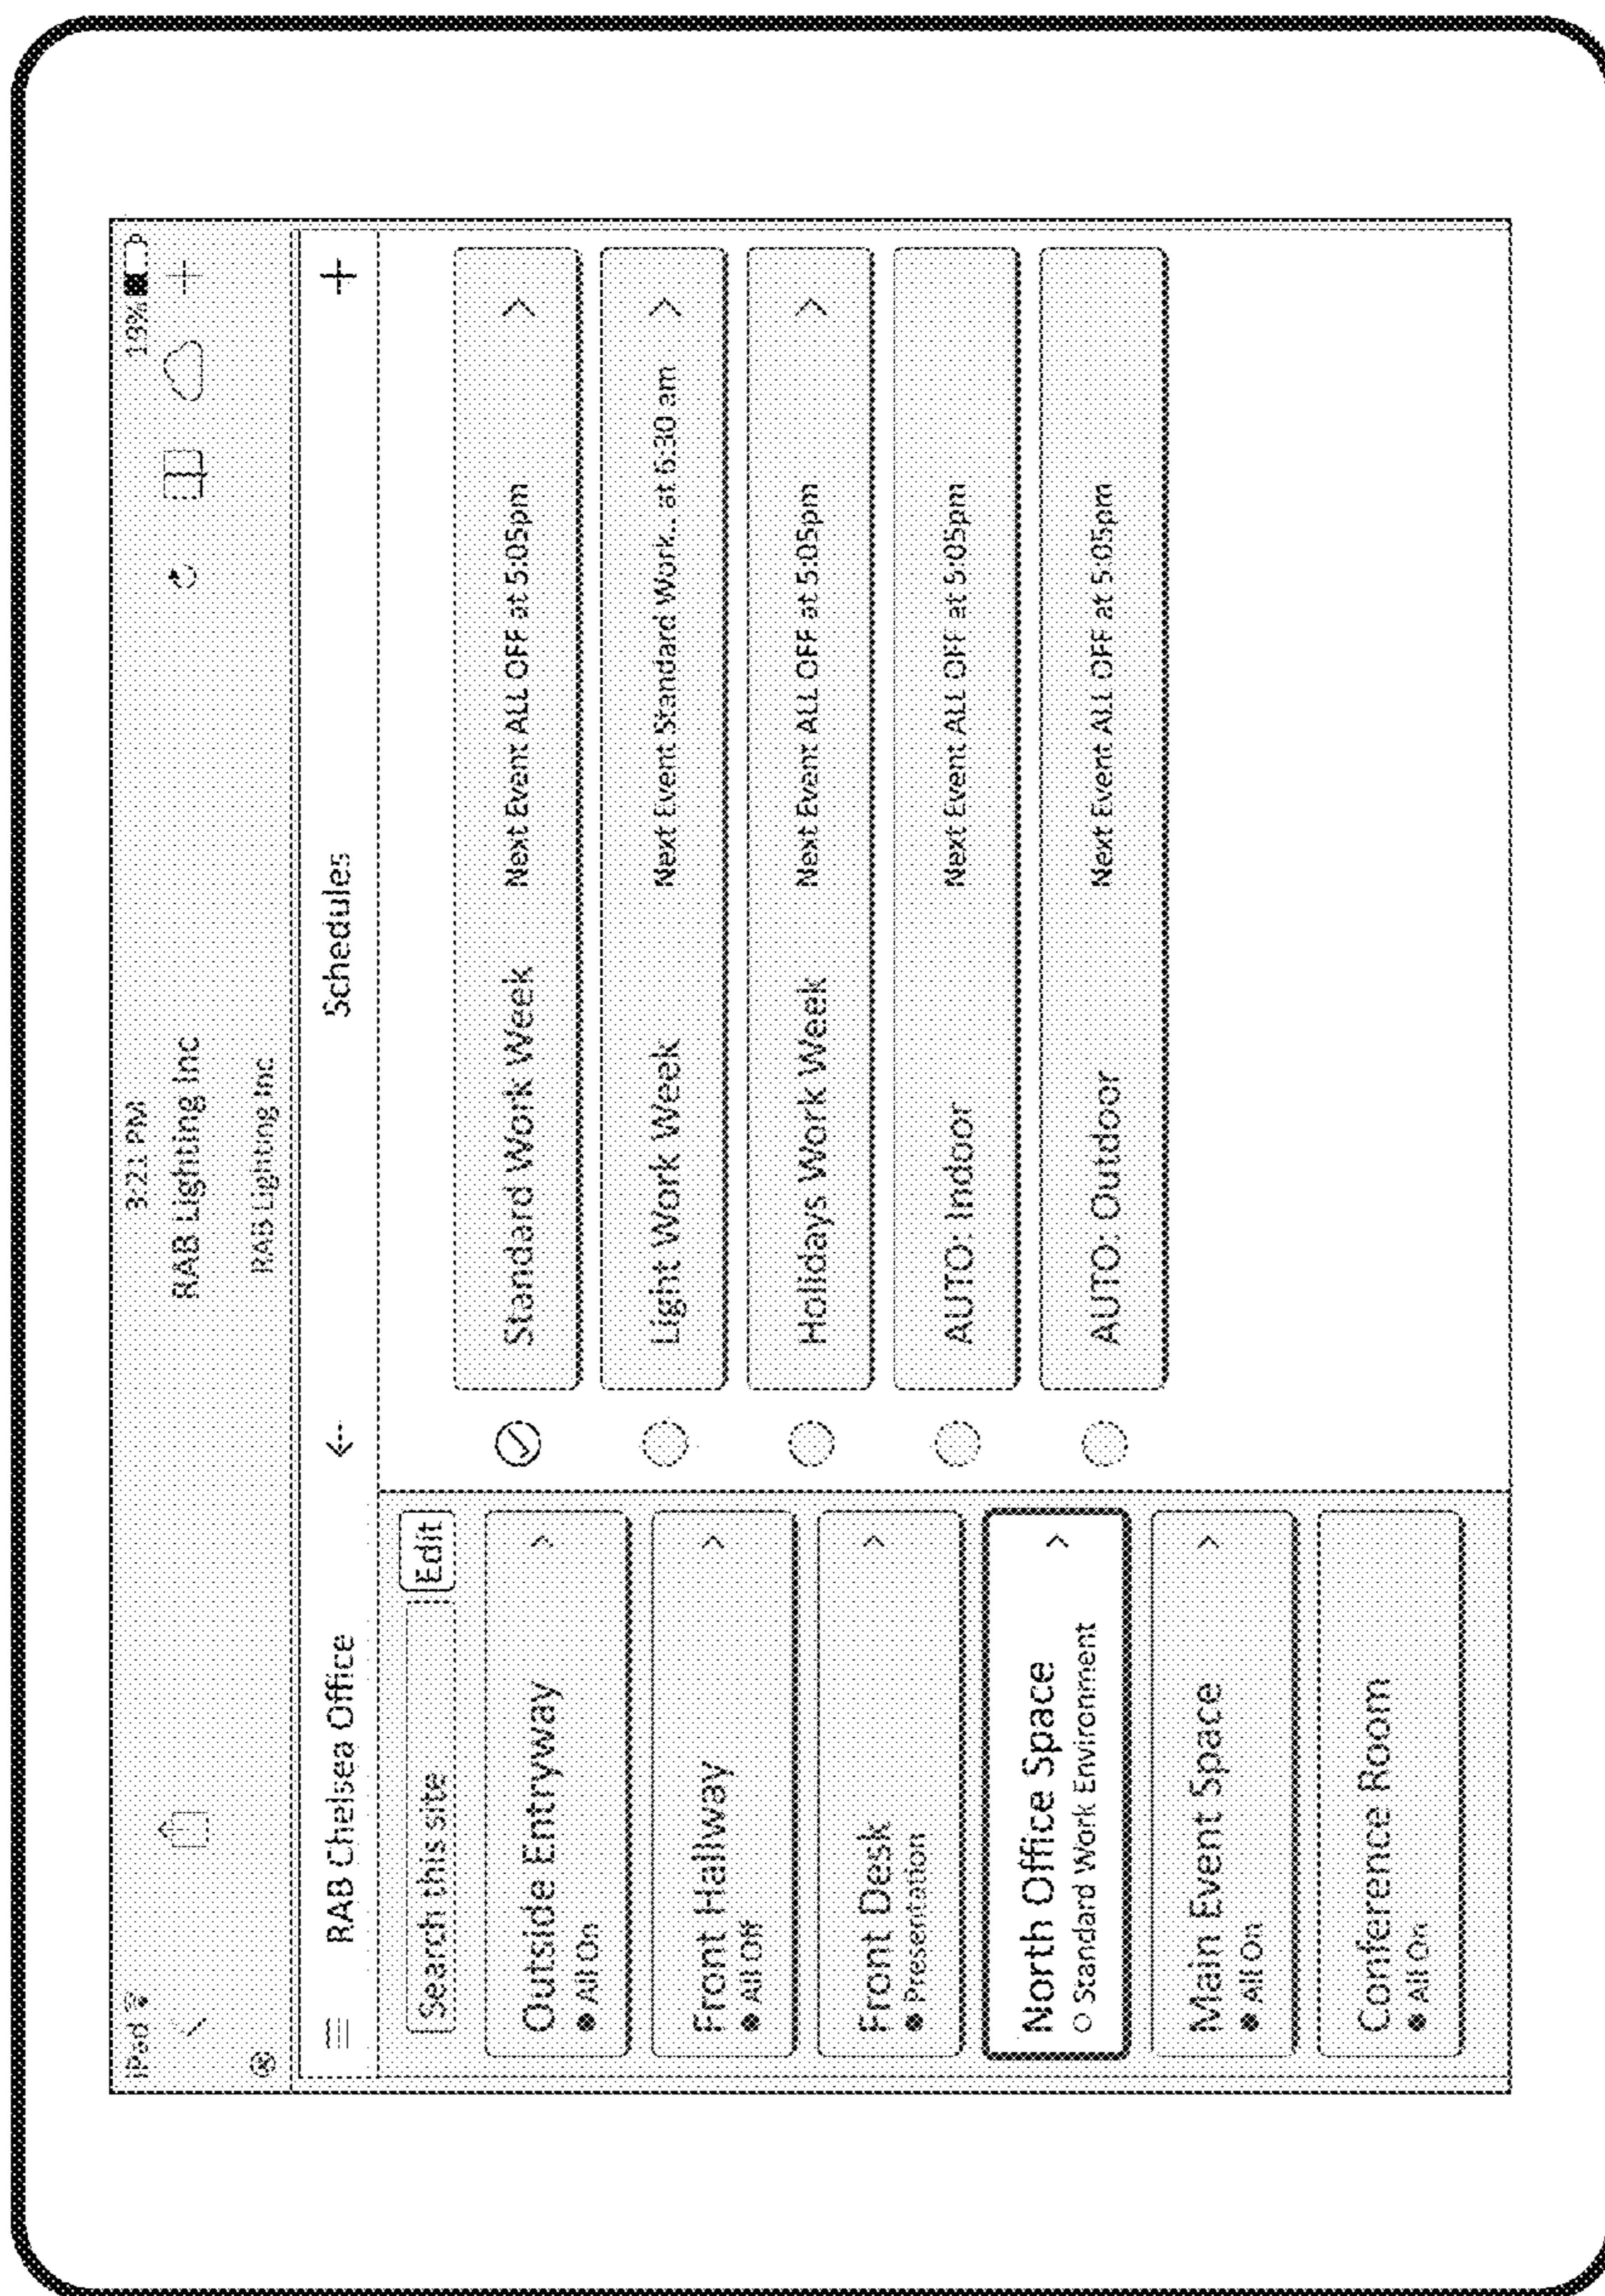 iPad
3:21 PM
19%
RAB Lighting Inc
RAB Lighting Inc
RAB Chelsea Office
Schedules
Search this site
Edit
Outside Entryway
All On
Front Hallway
All Off
Front Desk
Presentation
North Office Space
Standard Work Environment
Main Event Space
All On
Conference Room
All On
Standard Work Week Next Event ALL OFF at 5:05pm
Light Work Week Next Event Standard Work... at 6:30 am
Holidays Work Week Next Event ALL OFF at 5:05pm
AUTO: Indoor Next Event ALL OFF at 5:05pm
AUTO: Outdoor Next Event ALL OFF at 5:05pm